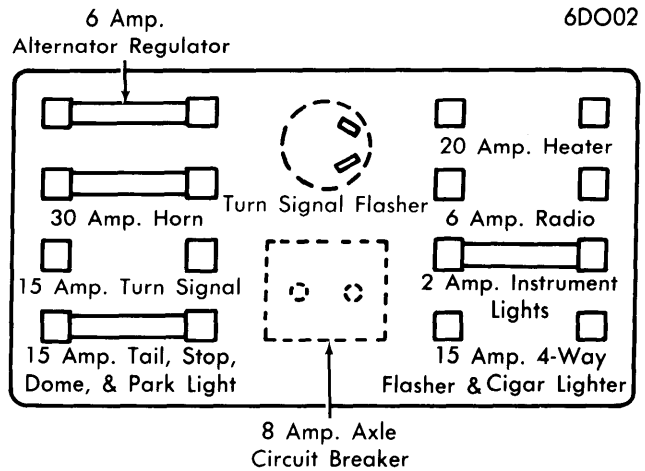 6 Amp.
Alternator Regulator
6DO02
20 Amp. Heater
30 Amp. Horn
Turn Signal Flasher
6 Amp. Radio
15 Amp. Turn Signal
2 Amp. Instrument
Lights
15 Amp. Tail, Stop,
Dome, & Park Light
15 Amp. 4-Way
Flasher & Cigar Lighter
8 Amp. Axle
Circuit Breaker